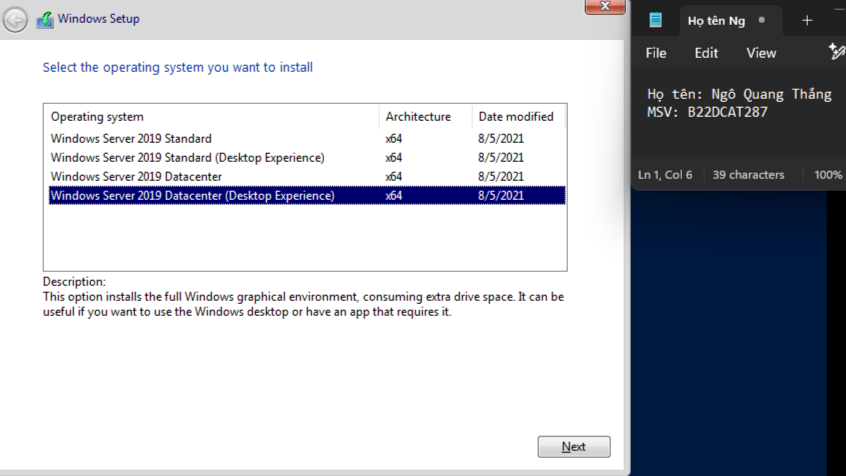 Windows Setup
Select the operating system you want to install
Operating system Architecture Date modified
Windows Server 2019 Standard x64 8/5/2021
Windows Server 2019 Standard (Desktop Experience) x64 8/5/2021
Windows Server 2019 Datacenter x64 8/5/2021
Windows Server 2019 Datacenter (Desktop Experience) x64 8/5/2021
Description:
This option installs the full Windows graphical environment, consuming extra drive space. It can be
useful if you want to use the Windows desktop or have an app that requires it.
Next
Họ tên Ng
File Edit View
Họ tên: Ngô Quang Thắng
MSV: B22DCAT287
Ln 1, Col 6 39 characters 100%